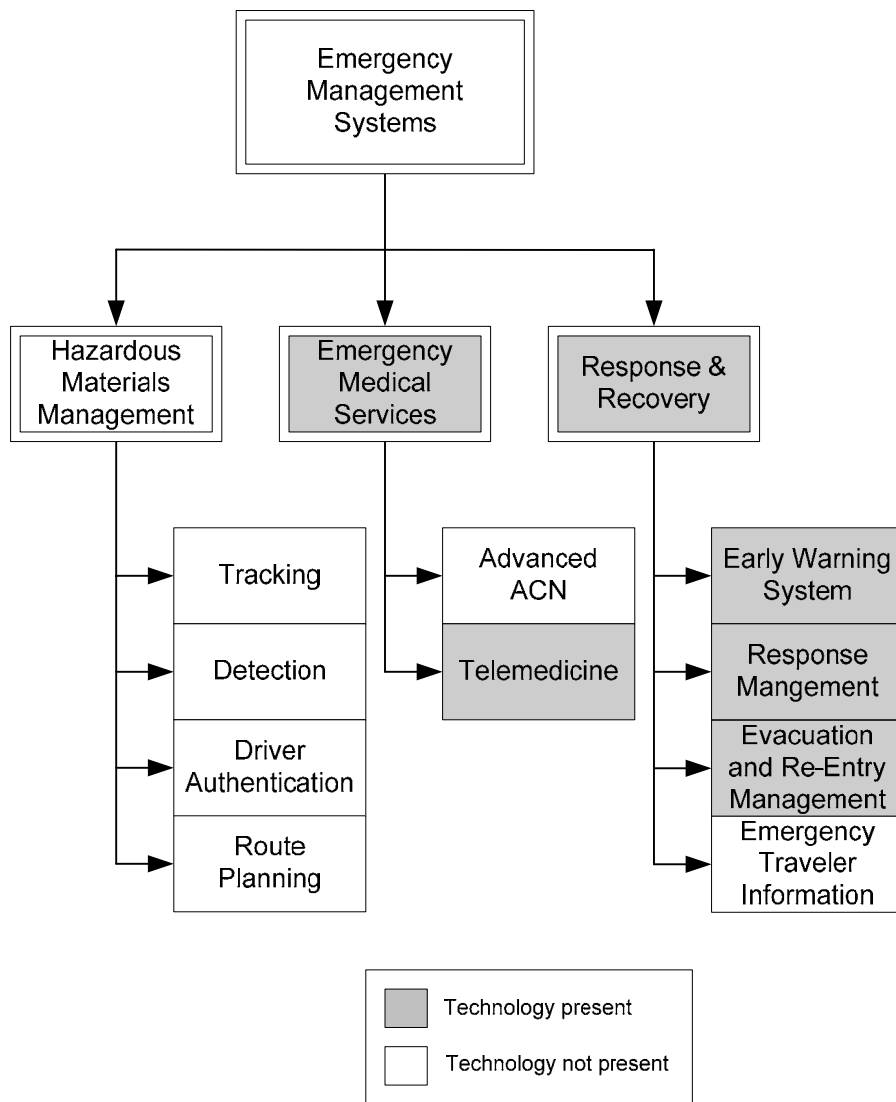 Emergency
Management
Systems
Hazardous
Materials
Management
Emergency
Medical
Services
Response &
Recovery
Tracking
Detection
Driver
Authentication
Route
Planning
Advanced
ACN
Telemedicine
Early Warning
System
Response
Mangement
Evacuation
and Re-Entry
Management
Emergency
Traveler
Information
Technology present
Technology not present